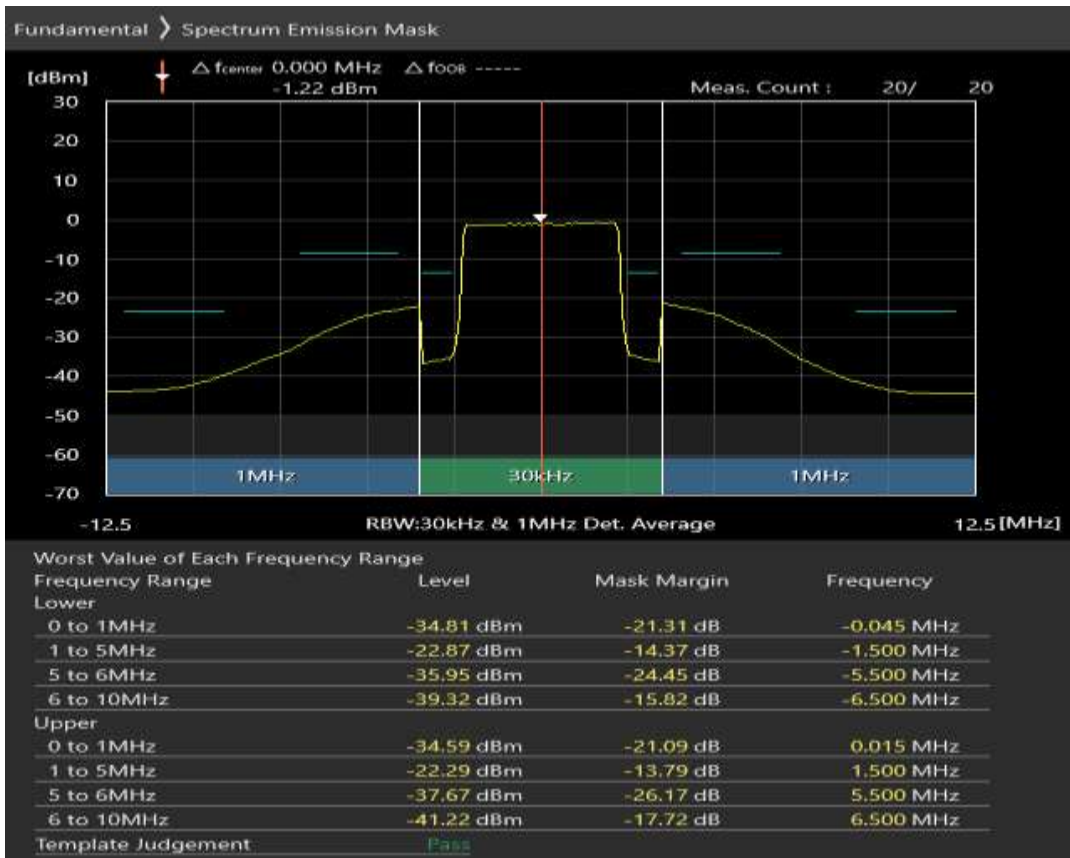 Fundamental ❯ Spectrum Emission Mask
[dBm] △ fcenter 0.000 MHz △ fOOB -----
-1.22 dBm Meas. Count : 20/ 20
30
20
10
0
-10
-20
-30
-40
-50
-60
1MHz 30kHz 1MHz
-70
-12.5 RBW:30kHz & 1MHz Det. Average 12.5 [MHz]
Worst Value of Each Frequency Range
Frequency Range Level Mask Margin Frequency
Lower
0 to 1MHz -34.81 dBm -21.31 dB -0.045 MHz
1 to 5MHz -22.87 dBm -14.37 dB -1.500 MHz
5 to 6MHz -35.95 dBm -24.45 dB -5.500 MHz
6 to 10MHz -39.32 dBm -15.82 dB -6.500 MHz
Upper
0 to 1MHz -34.59 dBm -21.09 dB 0.015 MHz
1 to 5MHz -22.29 dBm -13.79 dB 1.500 MHz
5 to 6MHz -37.67 dBm -26.17 dB 5.500 MHz
6 to 10MHz -41.22 dBm -17.72 dB 6.500 MHz
Template Judgement Pass